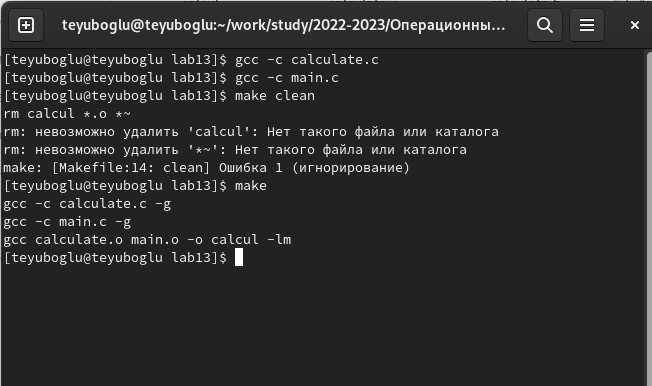 teyuboglu@teyuboglu:~/work/study/2022-2023/Операционны...
[teyuboglu@teyuboglu lab13]$ gcc -c calculate.c
[teyuboglu@teyuboglu lab13]$ gcc -c main.c
[teyuboglu@teyuboglu lab13]$ make clean
rm calcul *.o *~
rm: невозможно удалить 'calcul': Нет такого файла или каталога
rm: невозможно удалить '*~': Нет такого файла или каталога
make: [Makefile:14: clean] Ошибка 1 (игнорирование)
[teyuboglu@teyuboglu lab13]$ make
gcc -c calculate.c -g
gcc -c main.c -g
gcc calculate.o main.o -o calcul -lm
[teyuboglu@teyuboglu lab13]$